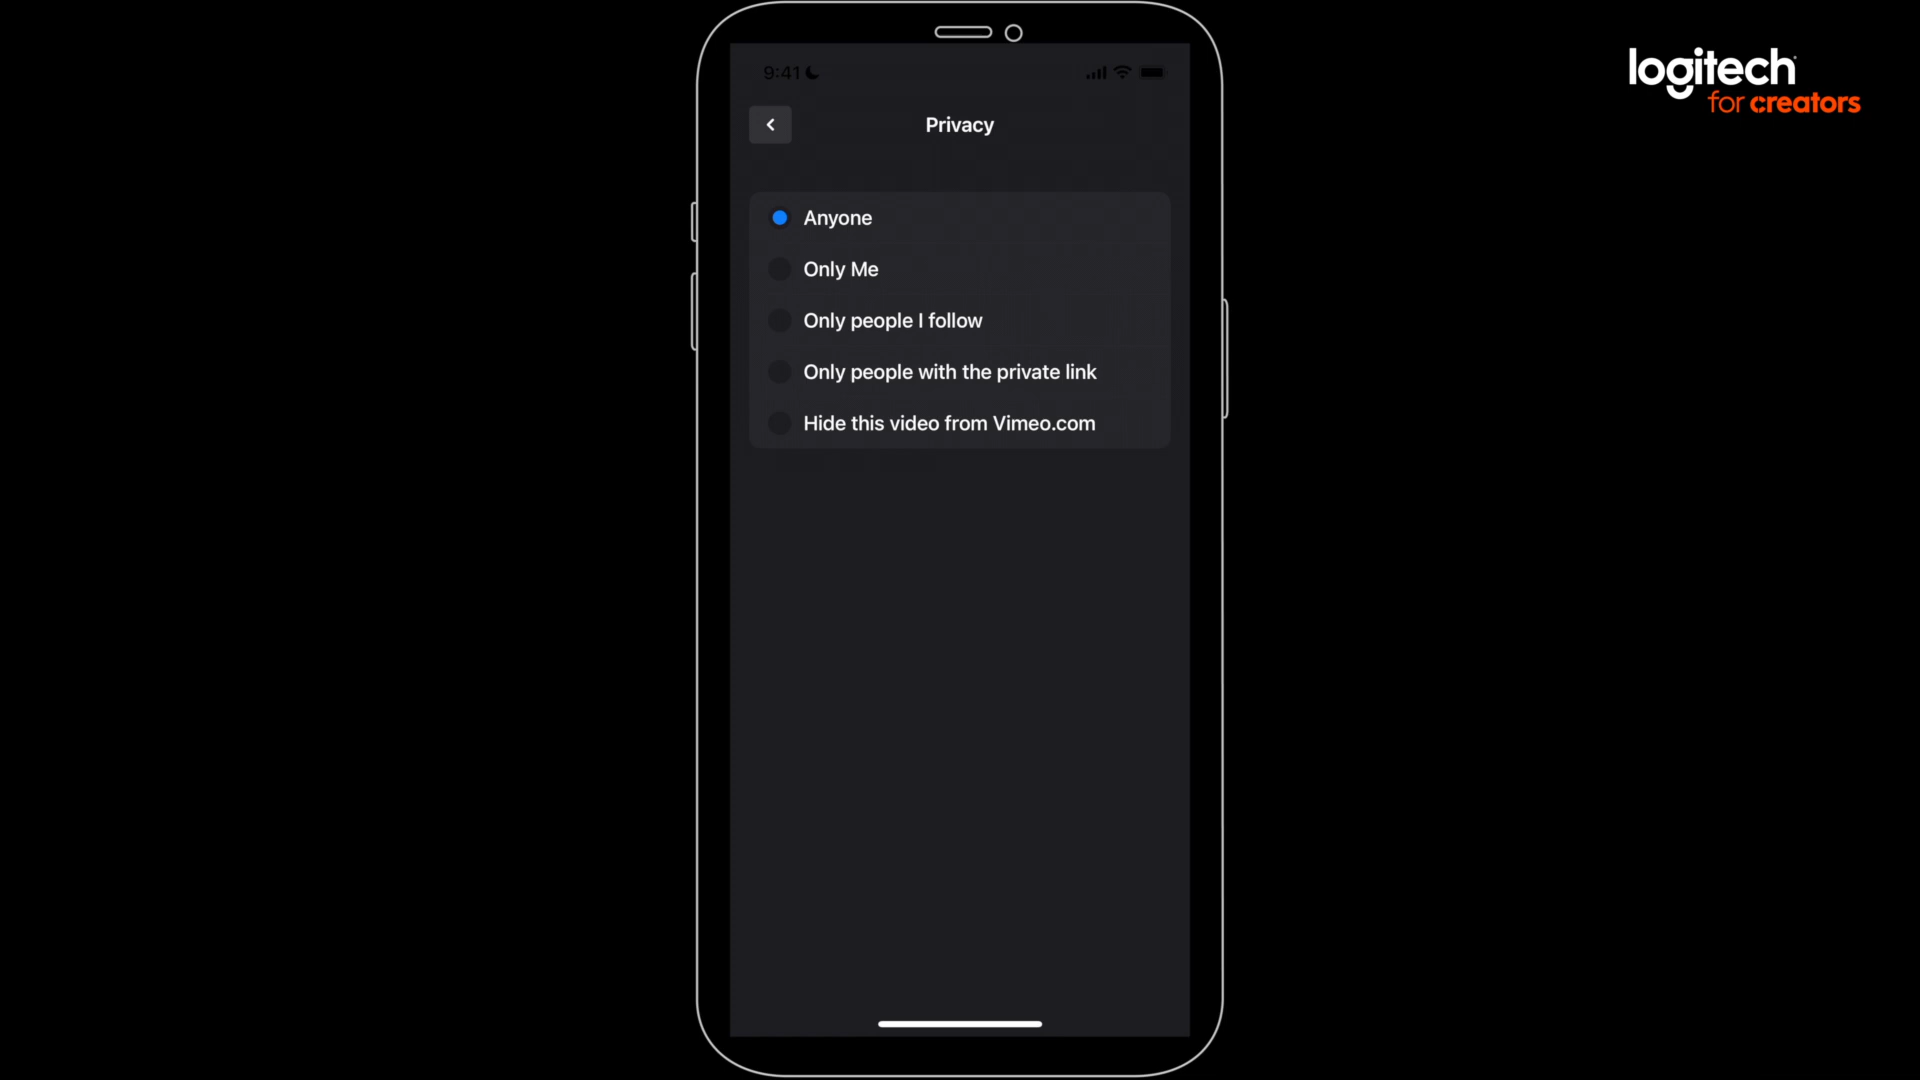 logitech
for creators
9:41
Privacy
Anyone
Only Me
Only people I follow
Only people with the private link
Hide this video from Vimeo.com